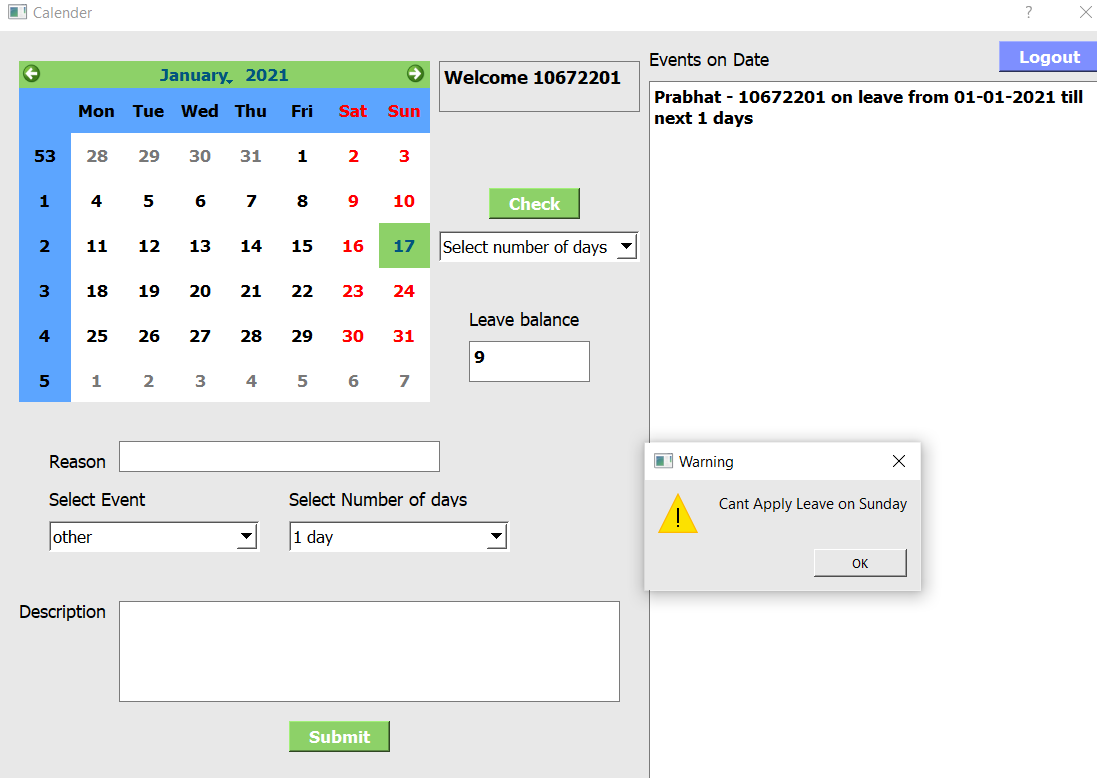 Calender
?
January 2021
Mon Tue Wed Thu Fri Sat Sun
53 28 29 30 31 1 2 3
1 4 5 6 7 8 9 10
2 11 12 13 14 15 16 17
3 18 19 20 21 22 23 24
4 25 26 27 28 29 30 31
5 1 2 3 4 5 6 7
Welcome 10672201
Check
Select number of days
Leave balance
9
Events on Date
Logout
Prabhat - 10672201 on leave from 01-01-2021 till
next 1 days
Reason
Select Event
Select Number of days
other
1 day
Description
Submit
Warning
Cant Apply Leave on Sunday
OK